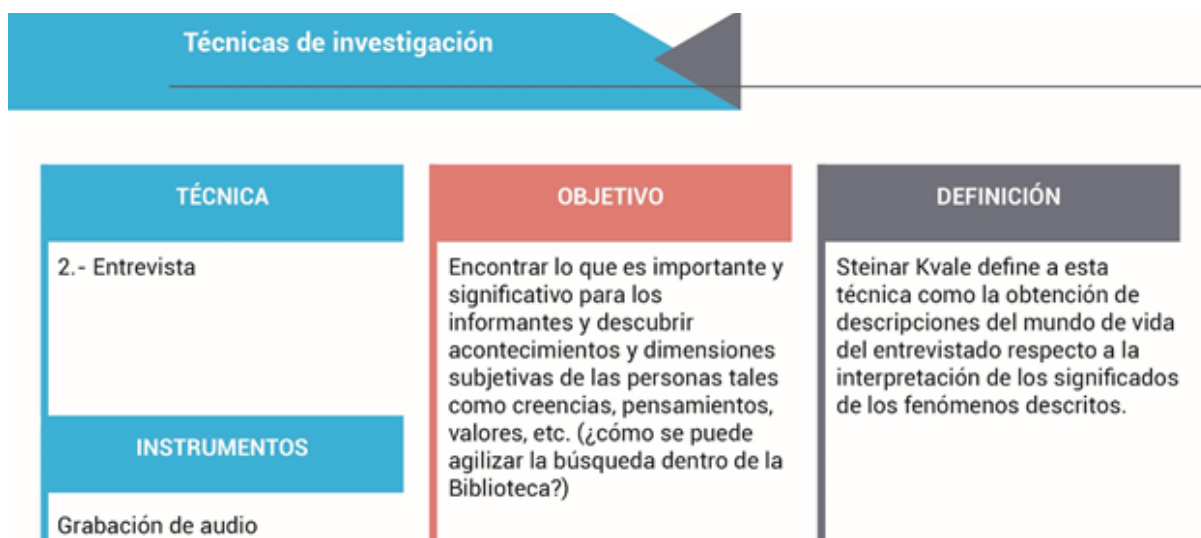 Técnicas de investigación
TÉCNICA
2.- Entrevista
INSTRUMENTOS
Grabación de audio
OBJETIVO
Encontrar lo que es importante y
significativo para los
informantes y descubrir
acontecimientos y dimensiones
subjetivas de las personas tales
como creencias, pensamientos,
valores, etc. (¿cómo se puede
agilizar la búsqueda dentro de la
Biblioteca?)
DEFINICIÓN
Steinar Kvale define a esta
técnica como la obtención de
descripciones del mundo de vida
del entrevistado respecto a la
interpretación de los significados
de los fenómenos descritos.